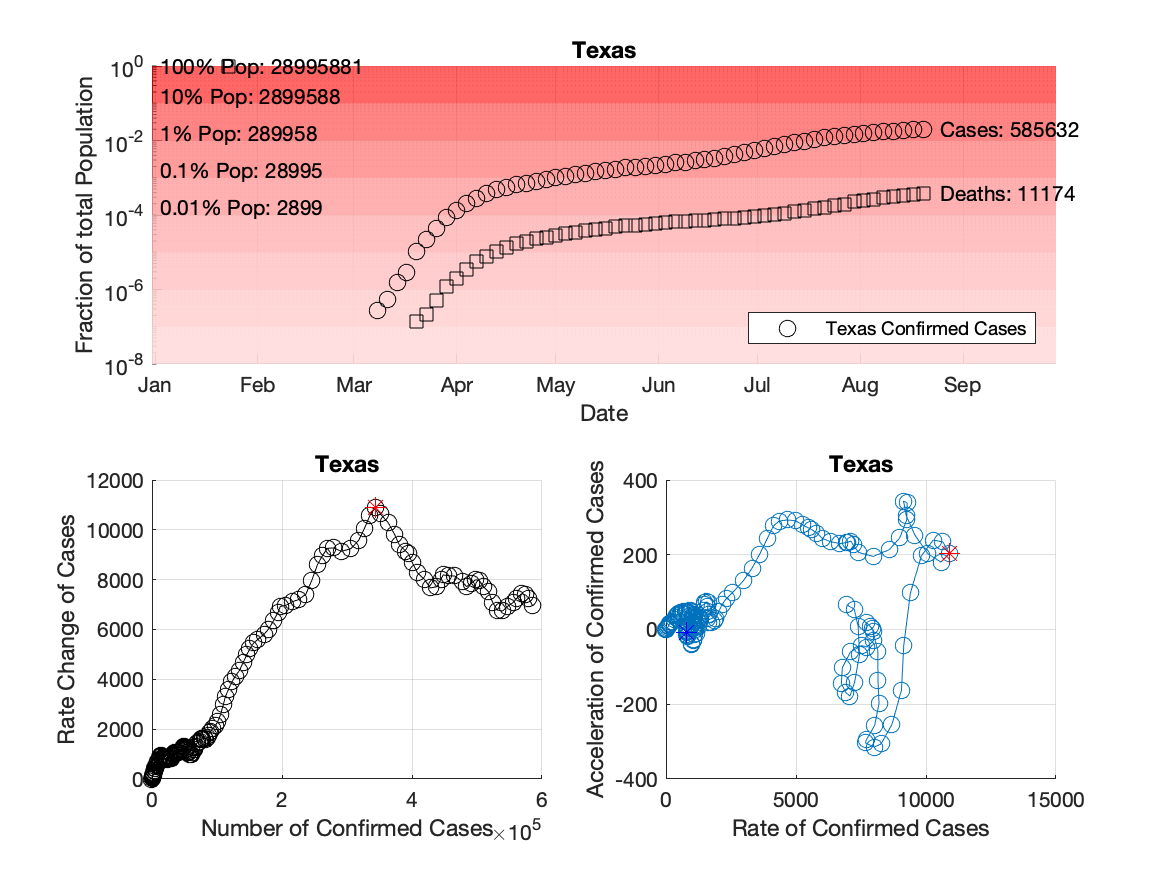 Texas
Fraction of total Population
10^0
10^-2
10^-4
10^-6
10^-8
100% Pop: 28995881
10% Pop: 2899588
1% Pop: 289958
0.1% Pop: 28995
0.01% Pop: 2899
Cases: 585632
Deaths: 11174
Texas Confirmed Cases
Jan Feb Mar Apr May Jun Jul Aug Sep
Date
Texas
Rate Change of Cases
12000
10000
8000
6000
4000
2000
0
0 2 4 6
Number of Confirmed Cases ×10^5
Texas
Acceleration of Confirmed Cases
400
200
0
-200
-400
0 5000 10000 15000
Rate of Confirmed Cases